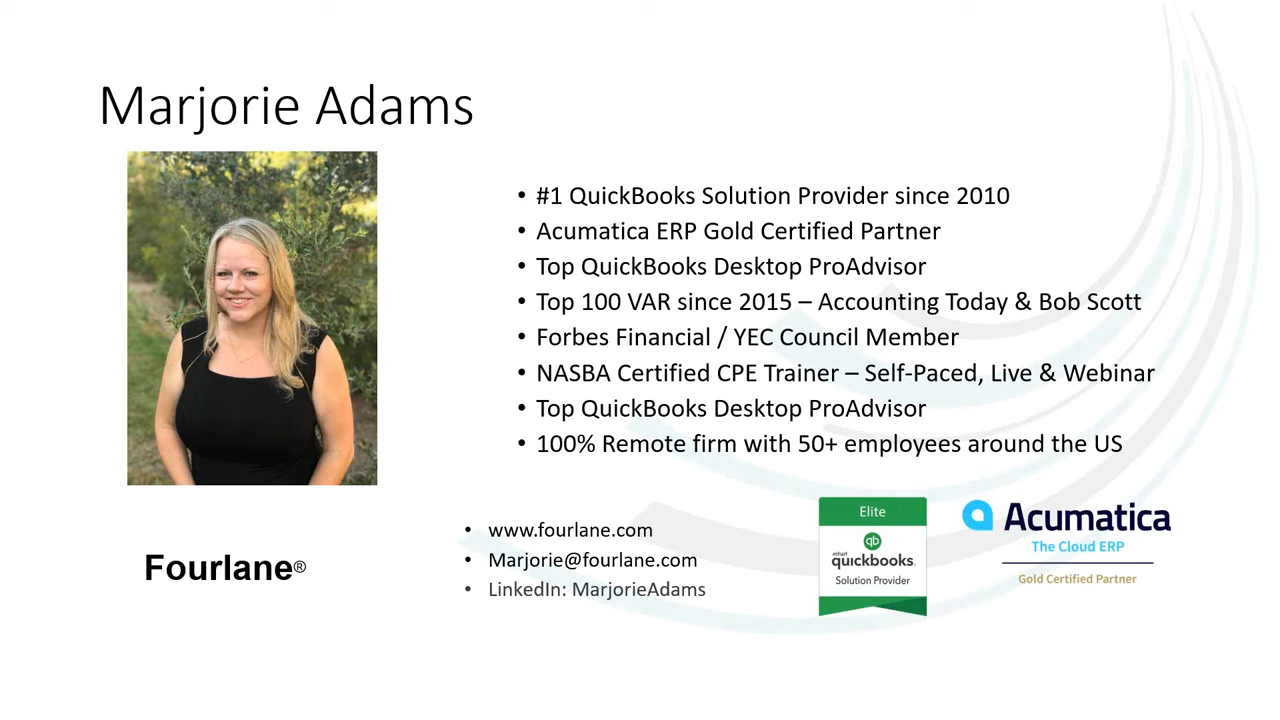 Marjorie Adams
• #1 QuickBooks Solution Provider since 2010
• Acumatica ERP Gold Certified Partner
• Top QuickBooks Desktop ProAdvisor
• Top 100 VAR since 2015 – Accounting Today & Bob Scott
• Forbes Financial / YEC Council Member
• NASBA Certified CPE Trainer – Self-Paced, Live & Webinar
• Top QuickBooks Desktop ProAdvisor
• 100% Remote firm with 50+ employees around the US
Fourlane®
• www.fourlane.com
• Marjorie@fourlane.com
• LinkedIn: MarjorieAdams
Elite
qb
intuit
quickbooks.
Solution Provider
Acumatica
The Cloud ERP
Gold Certified Partner